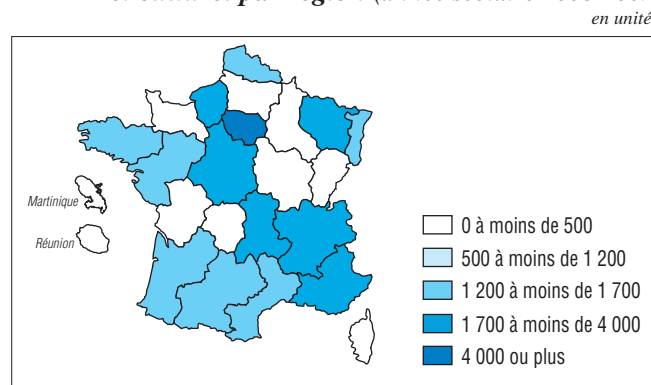 en unité
Martinique
Réunion
0 à moins de 500
500 à moins de 1 200
1 200 à moins de 1 700
1 700 à moins de 4 000
4 000 ou plus